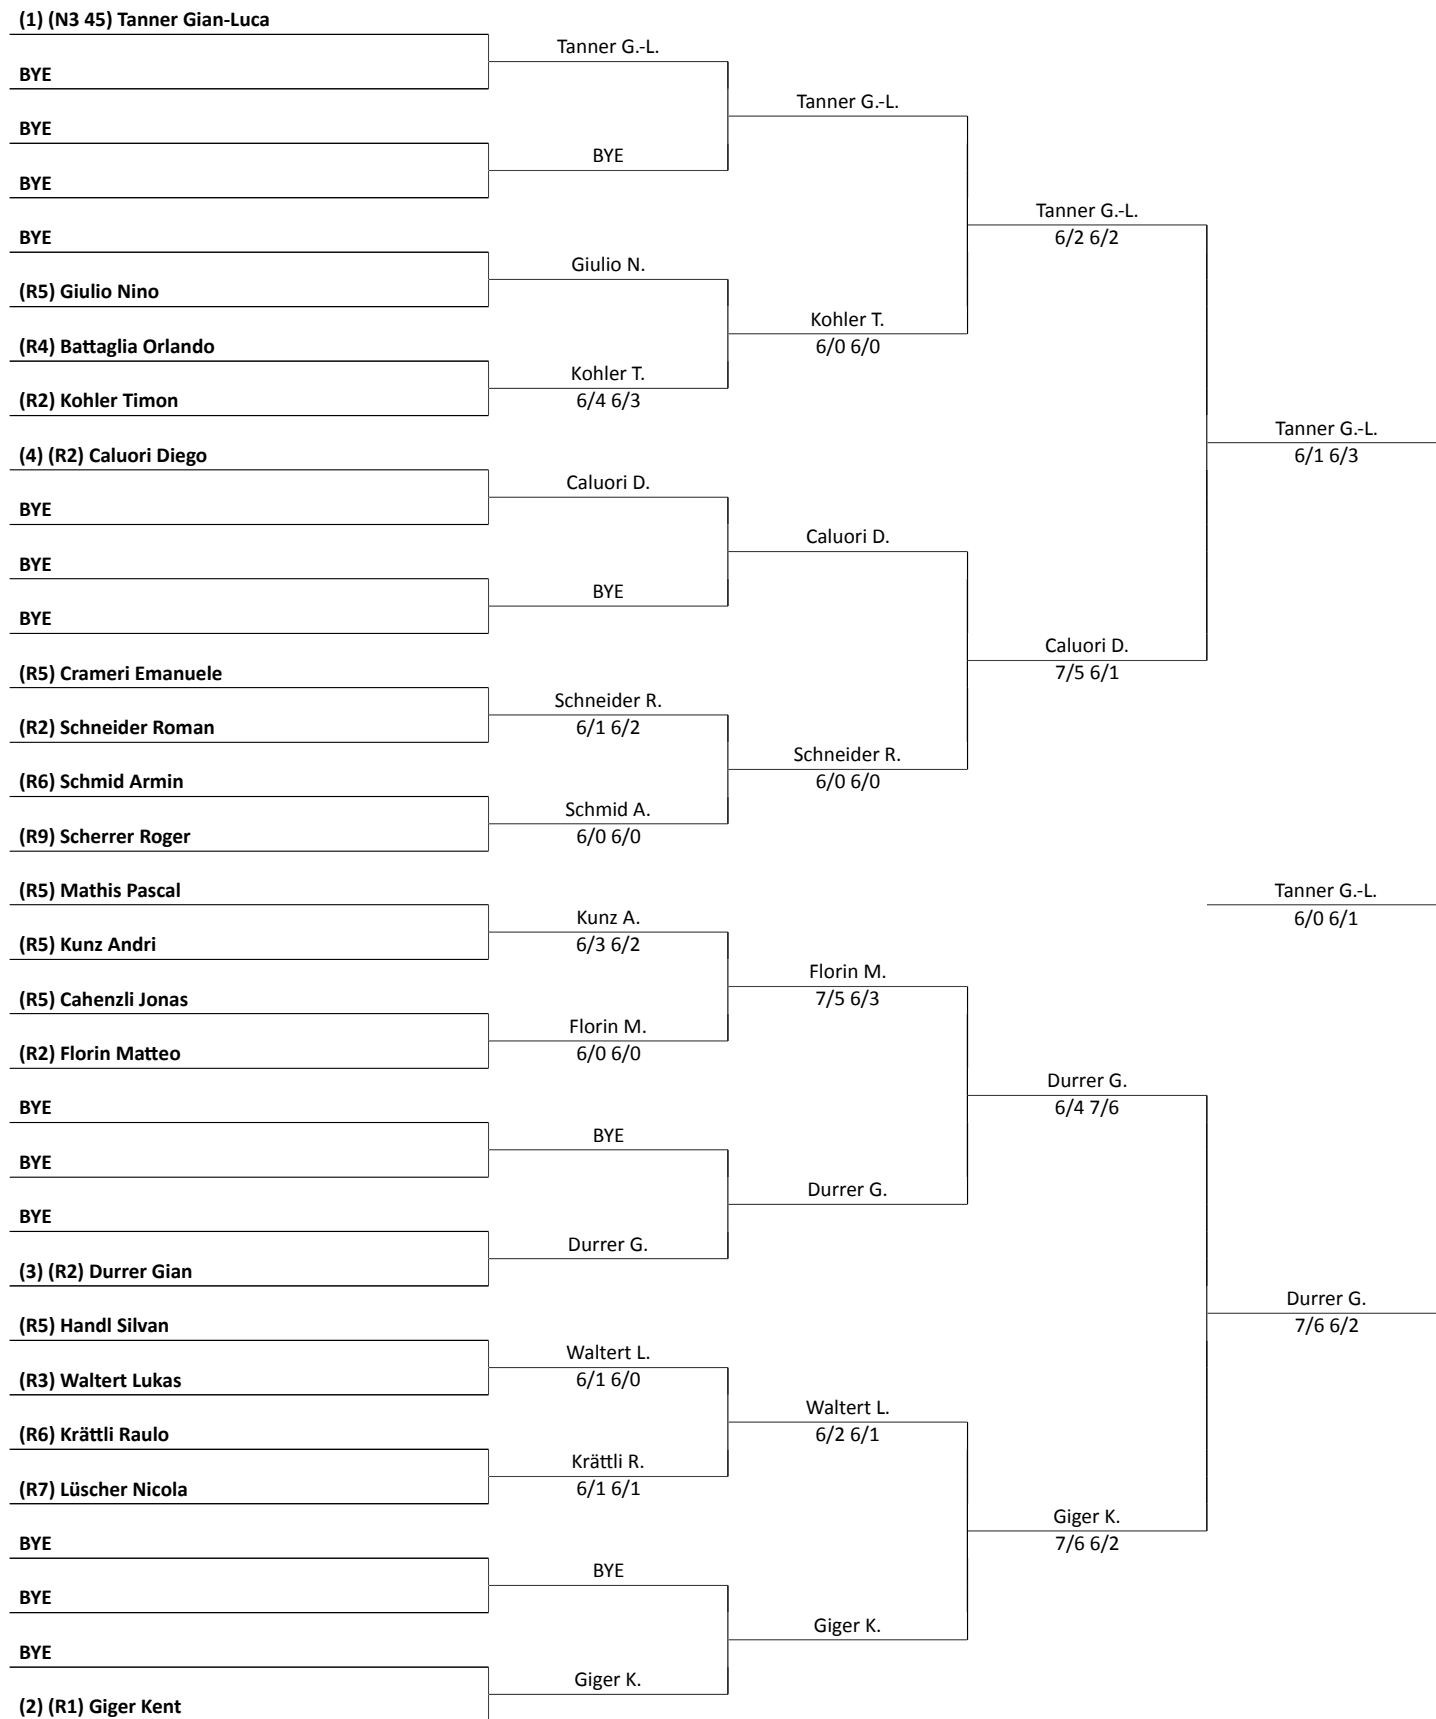 (1) (N3 45) Tanner Gian-Luca
Tanner G.-L.
BYE
Tanner G.-L.
BYE
BYE
BYE
Tanner G.-L.
6/2 6/2
BYE
Giulio N.
(R5) Giulio Nino
Kohler T.
6/0 6/0
(R4) Battaglia Orlando
Kohler T.
6/4 6/3
(R2) Kohler Timon
Tanner G.-L.
6/1 6/3
(4) (R2) Caluori Diego
Caluori D.
BYE
Caluori D.
BYE
BYE
BYE
Caluori D.
7/5 6/1
(R5) Crameri Emanuele
Schneider R.
6/1 6/2
(R2) Schneider Roman
Schneider R.
6/0 6/0
(R6) Schmid Armin
Schmid A.
6/0 6/0
(R9) Scherrer Roger
(R5) Mathis Pascal
Tanner G.-L.
6/0 6/1
Kunz A.
6/3 6/2
(R5) Kunz Andri
Florin M.
7/5 6/3
(R5) Cahenzli Jonas
Florin M.
6/0 6/0
(R2) Florin Matteo
Durrer G.
6/4 7/6
BYE
BYE
BYE
Durrer G.
BYE
Durrer G.
(3) (R2) Durrer Gian
Durrer G.
7/6 6/2
(R5) Handl Silvan
Waltert L.
6/1 6/0
(R3) Waltert Lukas
Waltert L.
6/2 6/1
(R6) Krättli Raulo
Krättli R.
6/1 6/1
(R7) Lüscher Nicola
Giger K.
7/6 6/2
BYE
BYE
BYE
Giger K.
BYE
Giger K.
(2) (R1) Giger Kent